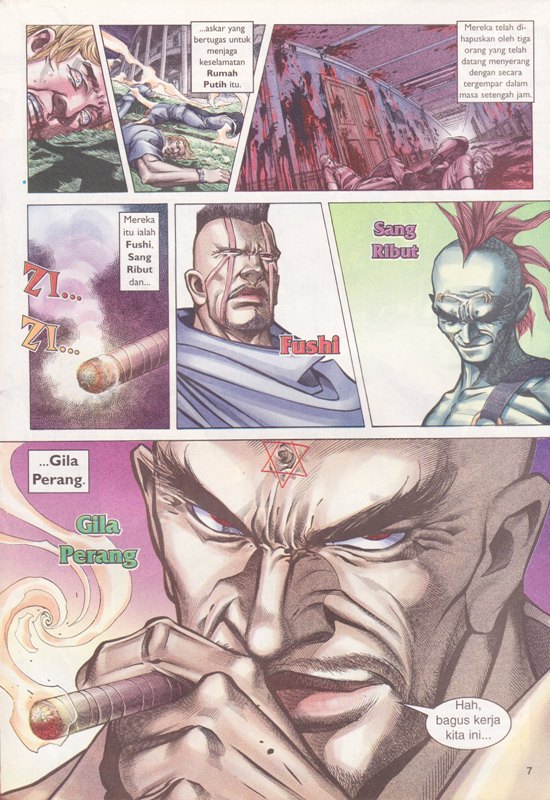 ...askar yang
bertugas untuk
menjaga
keselamatan
Rumah
Putih itu.
Mereka telah di-
hapuskan oleh tiga
orang yang telah
datang menyerang
dengan secara
tergempar dalam
masa setengah jam.
Mereka
itu ialah
Fushi,
Sang
Ribut
dan...
ZI...
ZI...
Fushi
Sang
Ribut
...Gila
Perang.
Gila
Perang
Hah,
bagus kerja
kita ini...
7